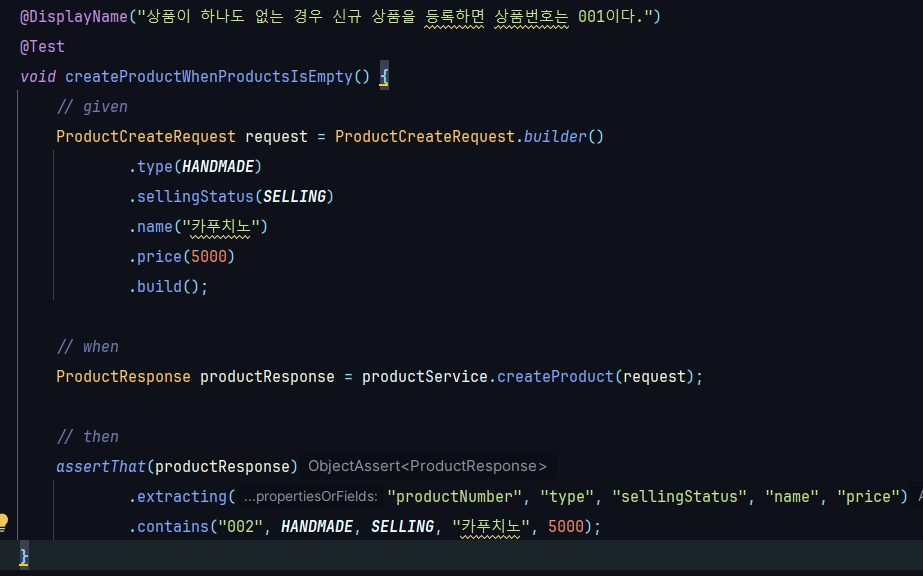 @DisplayName("상품이 하나도 없는 경우 신규 상품을 등록하면 상품번호는 001이다.")
@Test
void createProductWhenProductsIsEmpty() {
// given
ProductCreateRequest request = ProductCreateRequest.builder()
.type(HANDMADE)
.sellingStatus(SELLING)
.name("카푸치노")
.price(5000)
.build();
// when
ProductResponse productResponse = productService.createProduct(request);
// then
assertThat(productResponse) ObjectAssert<ProductResponse>
.extracting( ...propertiesOrFields: "productNumber", "type", "sellingStatus", "name", "price")
.contains("002", HANDMADE, SELLING, "카푸치노", 5000);
}